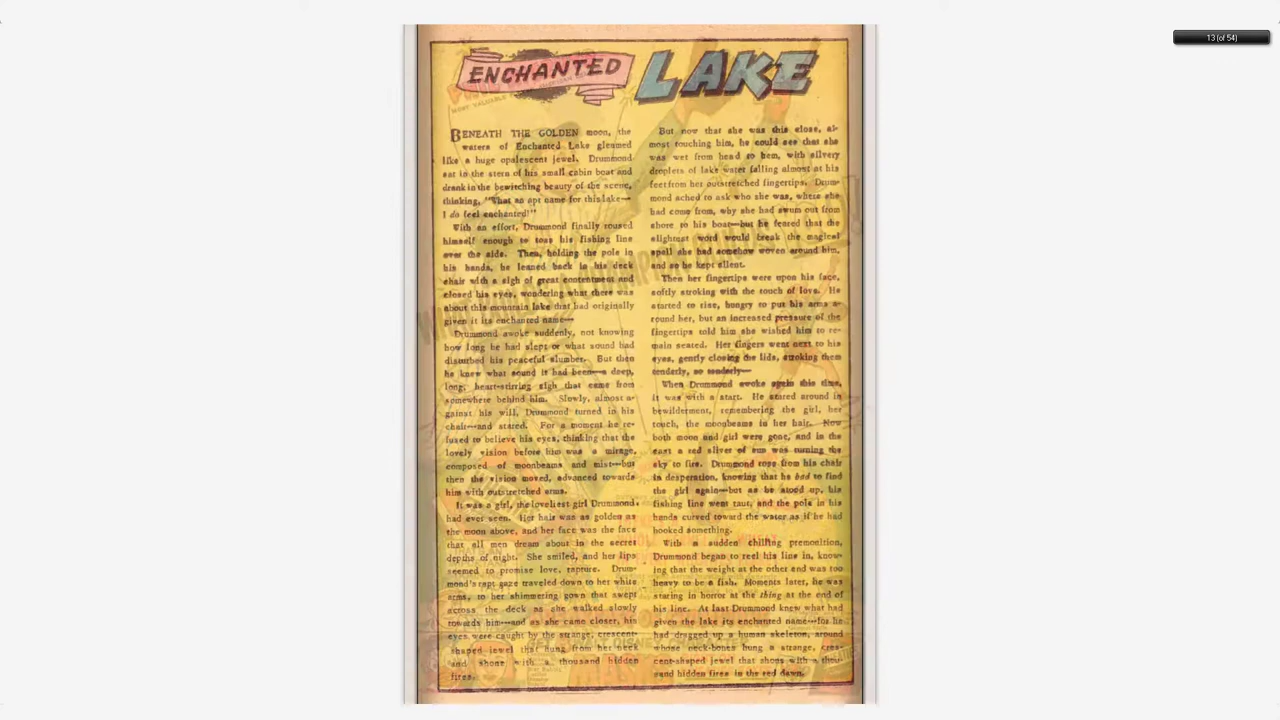 13 (of 54)
ENCHANTED LAKE
BENEATH THE GOLDEN moon, the
waters of Enchanted Lake gleamed
like a huge opalescent jewel. Drummond
sat in the stern of his small cabin boat and
drank in the bewitching beauty of the scene,
thinking, "What an apt name for this lake—
I do feel enchanted!"
With an effort, Drummond finally roused
himself enough to toss his fishing line
over the side. Then, holding the pole in
his hands, he leaned back in his deck
chair with a sigh of great contentment and
closed his eyes, wondering what there was
about this mountain lake that had originally
given it its enchanted name—
Drummond awoke suddenly, not knowing
how long he had slept or what sound had
disturbed his peaceful slumber. But then
he knew what sound it had been—a deep,
long, heart-stirring sigh that came from
somewhere behind him. Slowly, almost a-
gainst his will, Drummond turned in his
chair—and stared. For a moment he re-
fused to believe his eyes, thinking that the
lovely vision before him was a mirage,
composed of moonbeams and mist—but
then the vision moved, advanced towards
him with outstretched arms.
It was a girl, the loveliest girl Drummond
had ever seen. Her hair was as golden as
the moon above, and her face was the face
that all men dream about in the secret
depths of night. She smiled, and her lips
seemed to promise love, rapture. Drum-
mond's rapt gaze traveled down to her white
arms, to her shimmering gown that swept
across the deck as she walked slowly
towards him—and as she came closer, his
eyes were caught by the strange, crescent-
shaped jewel that hung from her neck
and shone with a thousand hidden
fires.
But now that she was this close, al-
most touching him, he could see that she
was wet from head to hem, with silvery
droplets of lake water falling almost at his
feet from her outstretched fingertips. Drum-
mond ached to ask who she was, where she
had come from, why she had swum out from
shore to his boat—but he feared that the
slightest word would break the magical
spell she had somehow woven around him,
and so he kept silent.
Then her fingertips were upon his face,
softly stroking with the touch of love. He
started to rise, hungry to put his arms a-
round her, but an increased pressure of the
fingertips told him she wished him to re-
main seated. Her fingers went next to his
eyes, gently closing the lids, stroking them
tenderly, so tenderly—
When Drummond awoke again this time,
it was with a start. He stared around in
bewilderment, remembering the girl, her
touch, the moonbeams in her hair. Now
both moon and girl were gone, and in the
east a red sliver of sun was turning the
sky to fire. Drummond rose from his chair
in desperation, knowing that he had to find
the girl again—but as he stood up, his
fishing line went taut, and the pole in his
hands curved toward the water as if he had
hooked something.
With a sudden chilling premonition,
Drummond began to reel his line in, know-
ing that the weight at the other end was too
heavy to be a fish. Moments later, he was
staring in horror at the thing at the end of
his line. At last Drummond knew what had
given the lake its enchanted name—for he
had dragged up a human skeleton, around
whose neck-bones hung a strange, cres-
cent-shaped jewel that shone with a thou-
sand hidden fires in the red dawn.